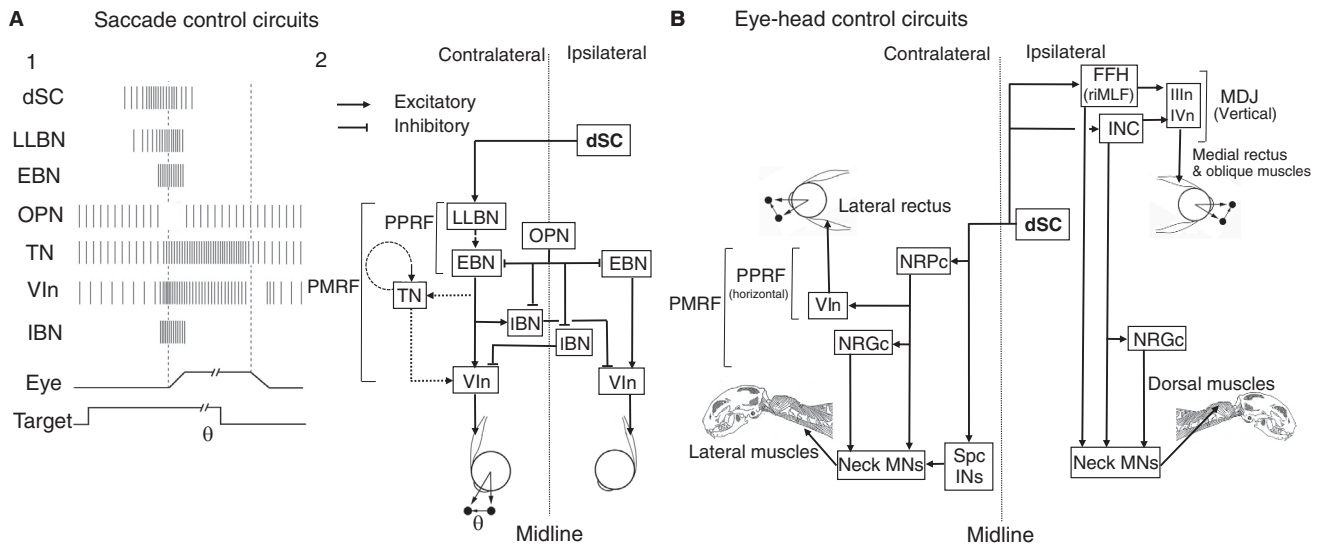 A Saccade control circuits
1
dSC
LLBN
EBN
OPN
TN
VIn
IBN
Eye
Target
θ
2
Contralateral Ipsilateral
Excitatory
Inhibitory
dSC
LLBN
PPRF
OPN
EBN
EBN
PMRF
TN
IBN
IBN
VIn
VIn
θ
Midline
B Eye-head control circuits
Contralateral Ipsilateral
FFH
(riMLF)
IIIn
IVn
MDJ
(Vertical)
INC
Medial rectus
& oblique muscles
Lateral rectus
dSC
NRPc
PPRF
(horizontal)
PMRF
VIn
NRGc
NRGc
Dorsal muscles
Lateral muscles
Neck MNs
Spc
INs
Neck MNs
Midline